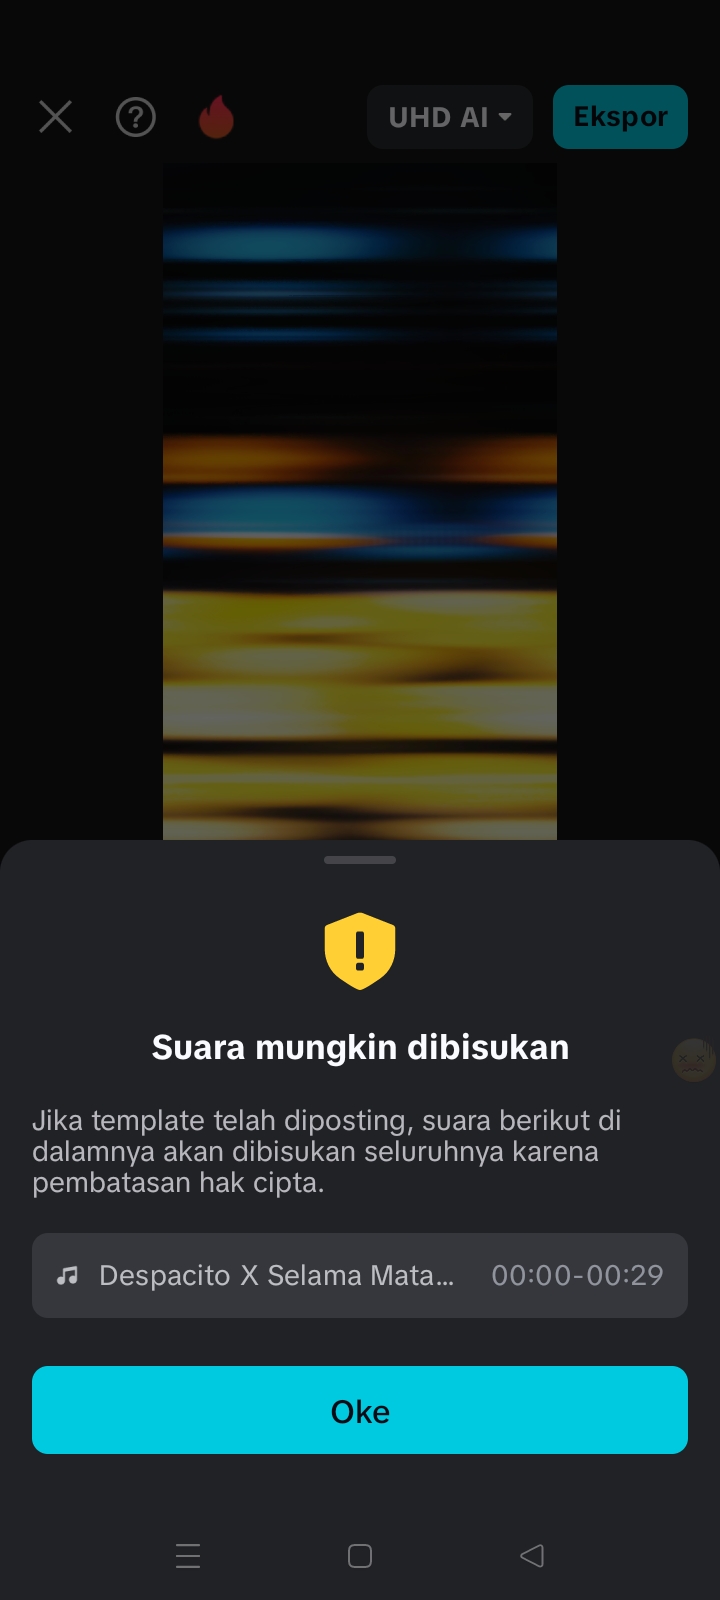 UHD AI
Ekspor
Suara mungkin dibisukan
Jika template telah diposting, suara berikut di
dalamnya akan dibisukan seluruhnya karena
pembatasan hak cipta.
Despacito X Selama Mata... 00:00-00:29
Oke